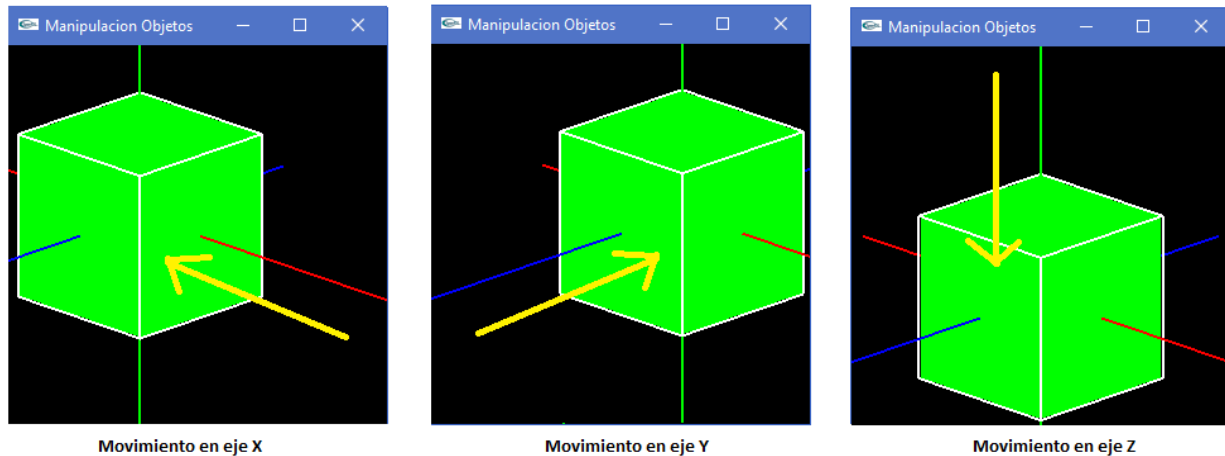 Manipulacion Objetos
Manipulacion Objetos
Manipulacion Objetos
Movimiento en eje X
Movimiento en eje Y
Movimiento en eje Z